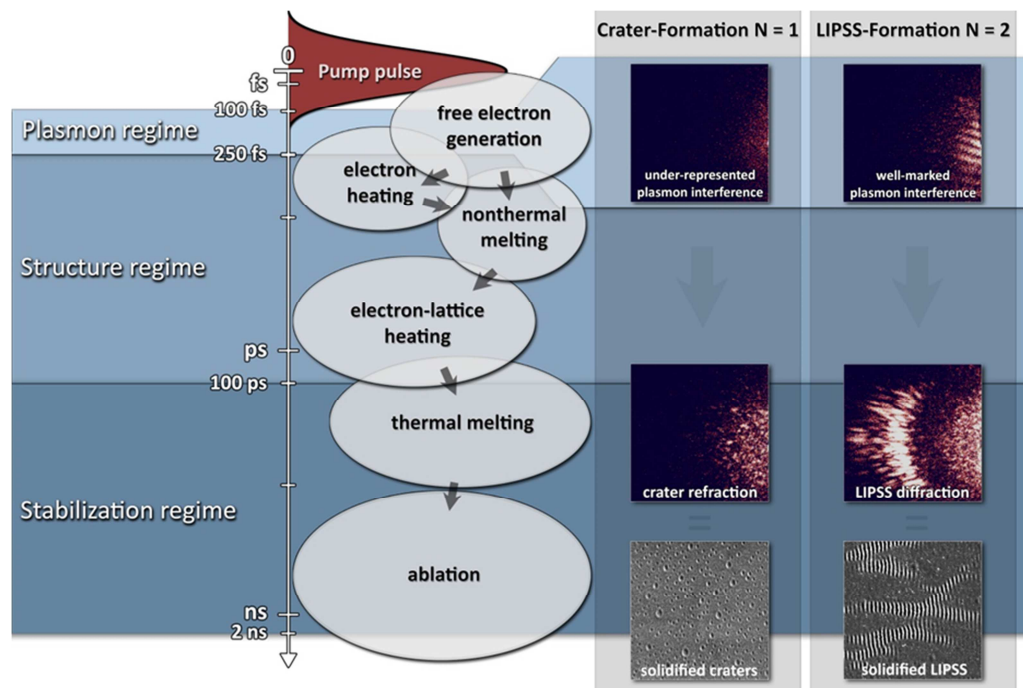 Crater-Formation N = 1
LIPSS-Formation N = 2
0
Pump pulse
fs
100 fs
Plasmon regime
free electron
generation
250 fs
electron
heating
under-represented
plasmon interference
well-marked
plasmon interference
nonthermal
melting
Structure regime
electron-lattice
heating
ps
100 ps
thermal melting
crater refraction
LIPSS diffraction
Stabilization regime
=
=
ablation
ns
2 ns
solidified craters
solidified LIPSS